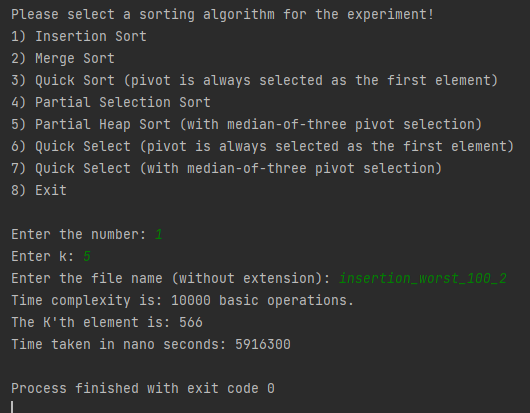 Please select a sorting algorithm for the experiment!
1) Insertion Sort
2) Merge Sort
3) Quick Sort (pivot is always selected as the first element)
4) Partial Selection Sort
5) Partial Heap Sort (with median-of-three pivot selection)
6) Quick Select (pivot is always selected as the first element)
7) Quick Select (with median-of-three pivot selection)
8) Exit
Enter the number: 1
Enter k: 5
Enter the file name (without extension): insertion_worst_100_2
Time complexity is: 10000 basic operations.
The K'th element is: 566
Time taken in nano seconds: 5916300
Process finished with exit code 0